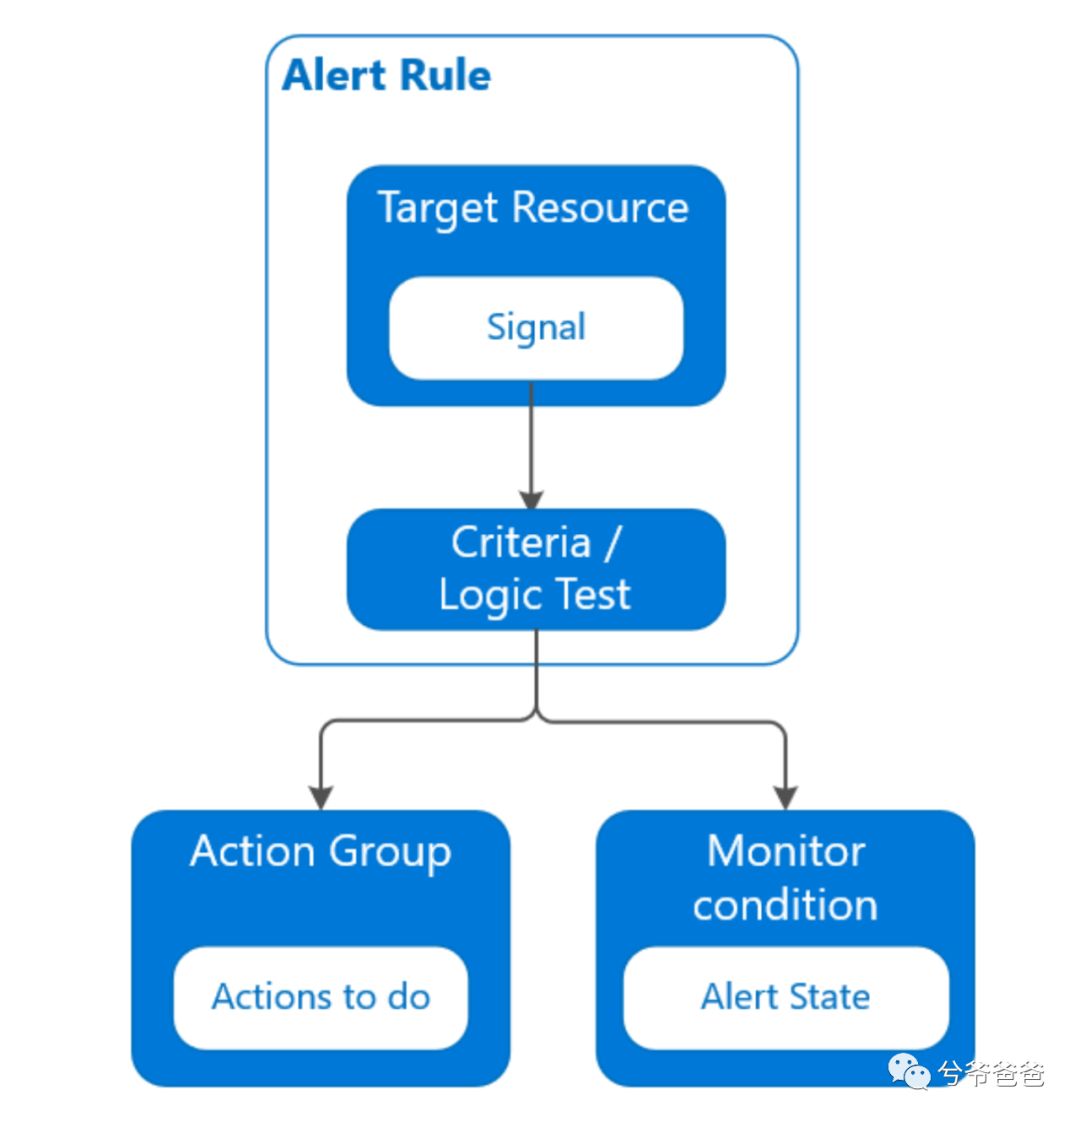 Alert Rule
Target Resource
Signal
Criteria /
Logic Test
Action Group
Actions to do
Monitor
condition
Alert State
兮爷爸爸